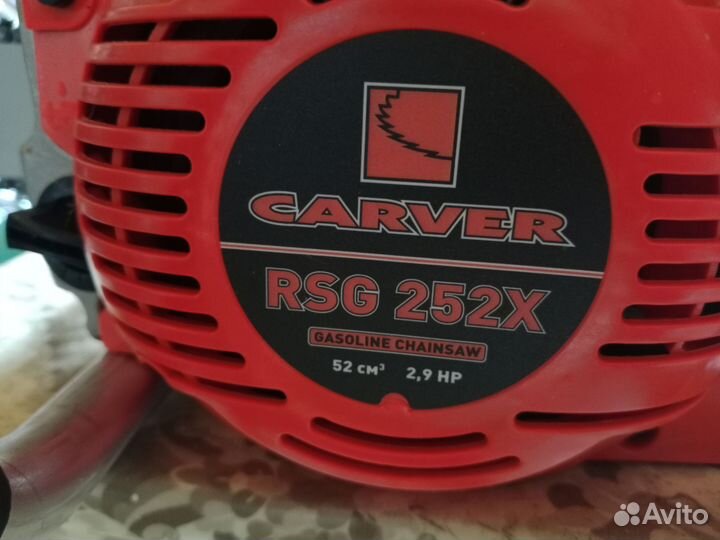 CARVER
RSG 252X
GASOLINE CHAINSAW
52 см³ 2,9 HP
Avito